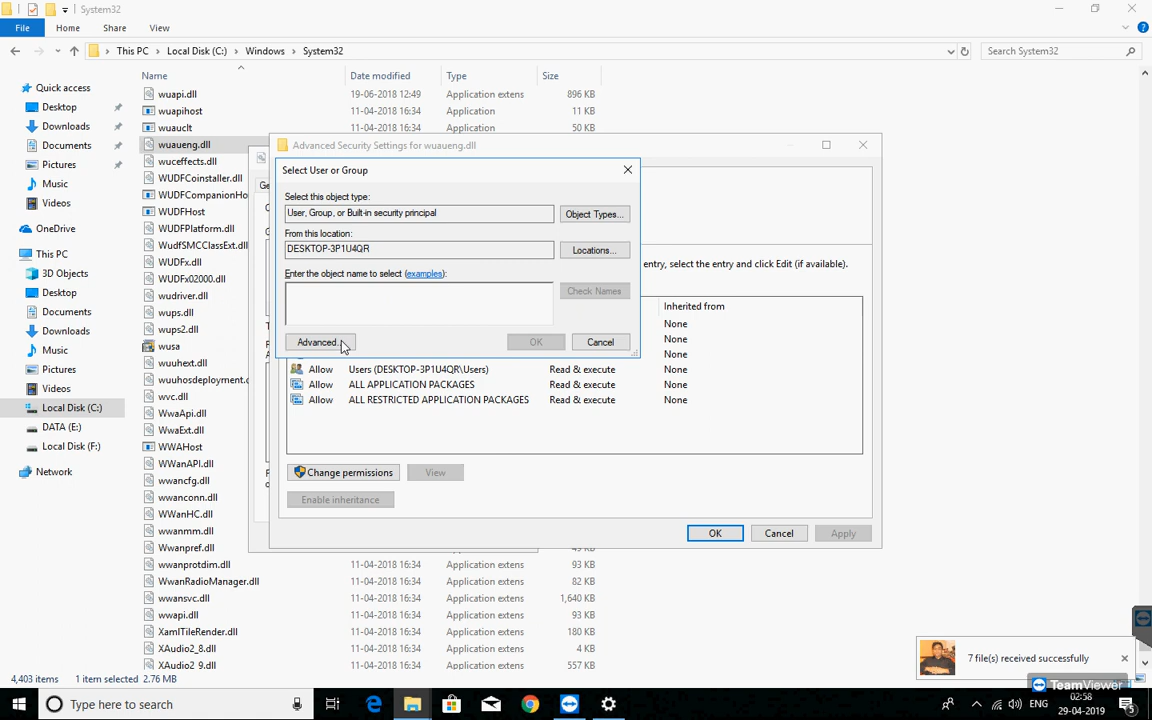 System32
File Home Share View
This PC Local Disk (C:) Windows System32
Search System32
Name Date modified Type Size
Quick access
Desktop
Downloads
Documents
Pictures
Music
Videos
OneDrive
This PC
3D Objects
Desktop
Documents
Downloads
Music
Pictures
Videos
Local Disk (C:)
DATA (E:)
Local Disk (F:)
Network
wuapi.dll 19-06-2018 12:49 Application extens 896 KB
wuapihost 11-04-2018 16:34 Application 11 KB
wuauclt 11-04-2018 16:34 Application 50 KB
wuaueng.dll
wuceffects.dll
WUDFCoinstaller.dll
WUDFCompanionHo
WUDFHost
WUDFPlatform.dll
WudfSMCClassExt.dll
WUDFx.dll
WUDFx02000.dll
wudriver.dll
wups.dll
wups2.dll
wusa
wuuhext.dll
wuuhosdeployment.c
wvc.dll
WwaApi.dll
WwaExt.dll
WWAHost
WWanAPI.dll
wwancfg.dll
wwanconn.dll
WWanHC.dll
wwanmm.dll
Wwanpref.dll 49 KB
wwanprotdim.dll 11-04-2018 16:34 Application extens 93 KB
WwanRadioManager.dll 11-04-2018 16:34 Application extens 82 KB
wwansvc.dll 11-04-2018 16:34 Application extens 1,640 KB
wwapi.dll 11-04-2018 16:34 Application extens 93 KB
XamlTileRender.dll 11-04-2018 16:34 Application extens 180 KB
XAudio2_8.dll 11-04-2018 16:34 Application extens 4 KB
XAudio2 9.dll 11-04-2018 16:34 Application extens 557 KB
Advanced Security Settings for wuaueng.dll
Select User or Group
Select this object type:
User, Group, or Built-in security principal Object Types...
From this location:
DESKTOP-3P1U4QR Locations...
Enter the object name to select (examples):
Check Names
Advanced... OK Cancel
entry, select the entry and click Edit (if available).
Inherited from
None
None
None
Allow Users (DESKTOP-3P1U4QR\Users) Read & execute None
Allow ALL APPLICATION PACKAGES Read & execute None
Allow ALL RESTRICTED APPLICATION PACKAGES Read & execute None
Change permissions View
Enable inheritance
OK Cancel Apply
4,403 items 1 item selected 2.76 MB
7 file(s) received successfully
TeamViewer
Type here to search
ENG
02:58
29-04-2019
5